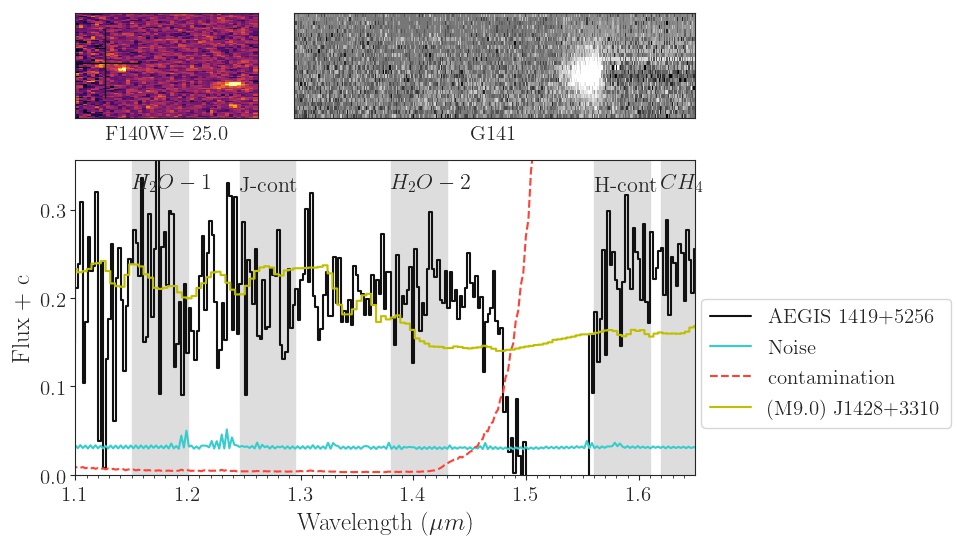 F140W= 25.0
G141
H₂O − 1
J-cont
H₂O − 2
H-cont
CH₄
Flux + c
0.3
0.2
0.1
0.0
1.1
1.2
1.3
1.4
1.5
1.6
Wavelength (μm)
AEGIS 1419+5256
Noise
contamination
(M9.0) J1428+3310